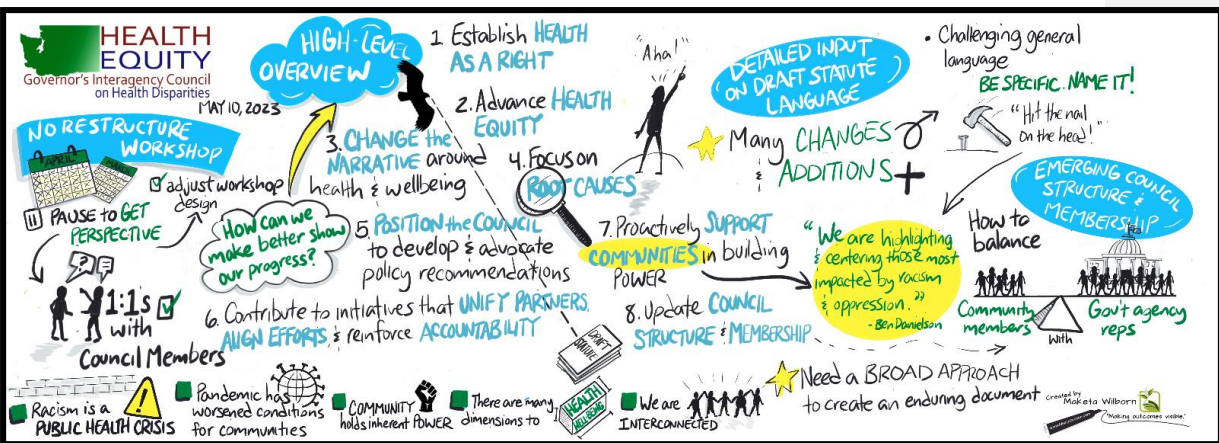 HEALTH
EQUITY
Governor's Interagency Council
on Health Disparities
MAY 10, 2023
NO RESTRUCTURE
WORKSHOP
APRIL
adjust workshop
design
PAUSE to GET
PERSPECTIVE
1:1's
with
Council Members
How can we
make better show
our progress?
HIGH-LEVEL
OVERVIEW
1. Establish HEALTH
AS A RIGHT
2. Advance HEALTH
EQUITY
3. CHANGE the
NARRATIVE around
health & wellbeing
4. Focus on
ROOT CAUSES
5. POSITION the COUNCIL
to develop & advocate
policy recommendations
6. Contribute to initiatives that UNIFY PARTNERS,
ALIGN EFFORTS & reinforce ACCOUNTABILITY
7. Proactively SUPPORT
COMMUNITIES in building
POWER
8. Update COUNCIL
STRUCTURE & MEMBERSHIP
"Aha!"
DRAFT
STATUTE
DETAILED INPUT
ON DRAFT STATUTE
LANGUAGE
Many CHANGES
& ADDITIONS +
• Challenging general
language
BE SPECIFIC. NAME IT!
"Hit the nail
on the head!"
"We are highlighting
& centering those most
impacted by racism
& oppression."
- Ben Danielson
EMERGING COUNCIL
STRUCTURE &
MEMBERSHIP
How to
balance
Community
members
with
Gov't agency
reps
Racism is a
PUBLIC HEALTH CRISIS
Pandemic has
worsened conditions
for communities
COMMUNITY
holds inherent POWER
There are many
dimensions to
HEALTH
WELL-BEING
We are
INTERCONNECTED
Need a BROAD APPROACH
to create an enduring document
created by
Maketa Wilborn
"Making outcomes visible."